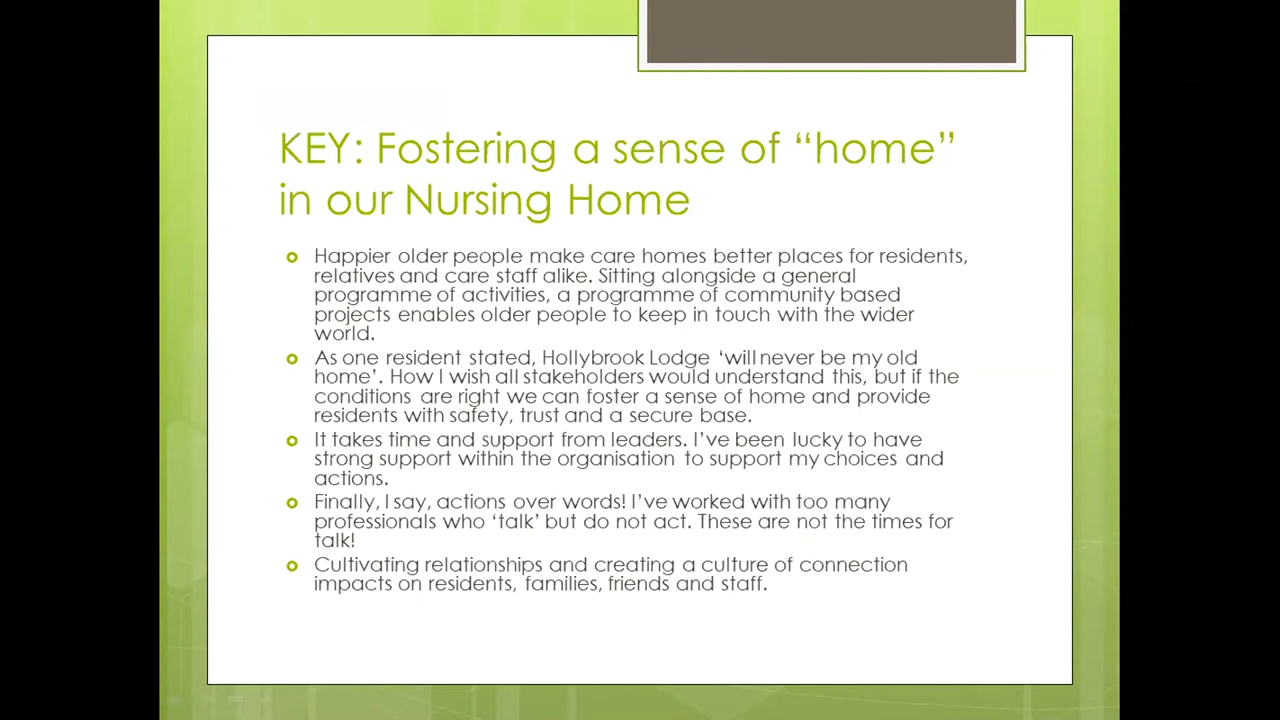 KEY: Fostering a sense of “home”
in our Nursing Home
Happier older people make care homes better places for residents,
relatives and care staff alike. Sitting alongside a general
programme of activities, a programme of community based
projects enables older people to keep in touch with the wider
world.
As one resident stated, Hollybrook Lodge ‘will never be my old
home’. How I wish all stakeholders would understand this, but if the
conditions are right we can foster a sense of home and provide
residents with safety, trust and a secure base.
It takes time and support from leaders. I’ve been lucky to have
strong support within the organisation to support my choices and
actions.
Finally, I say, actions over words! I’ve worked with too many
professionals who ‘talk’ but do not act. These are not the times for
talk!
Cultivating relationships and creating a culture of connection
impacts on residents, families, friends and staff.